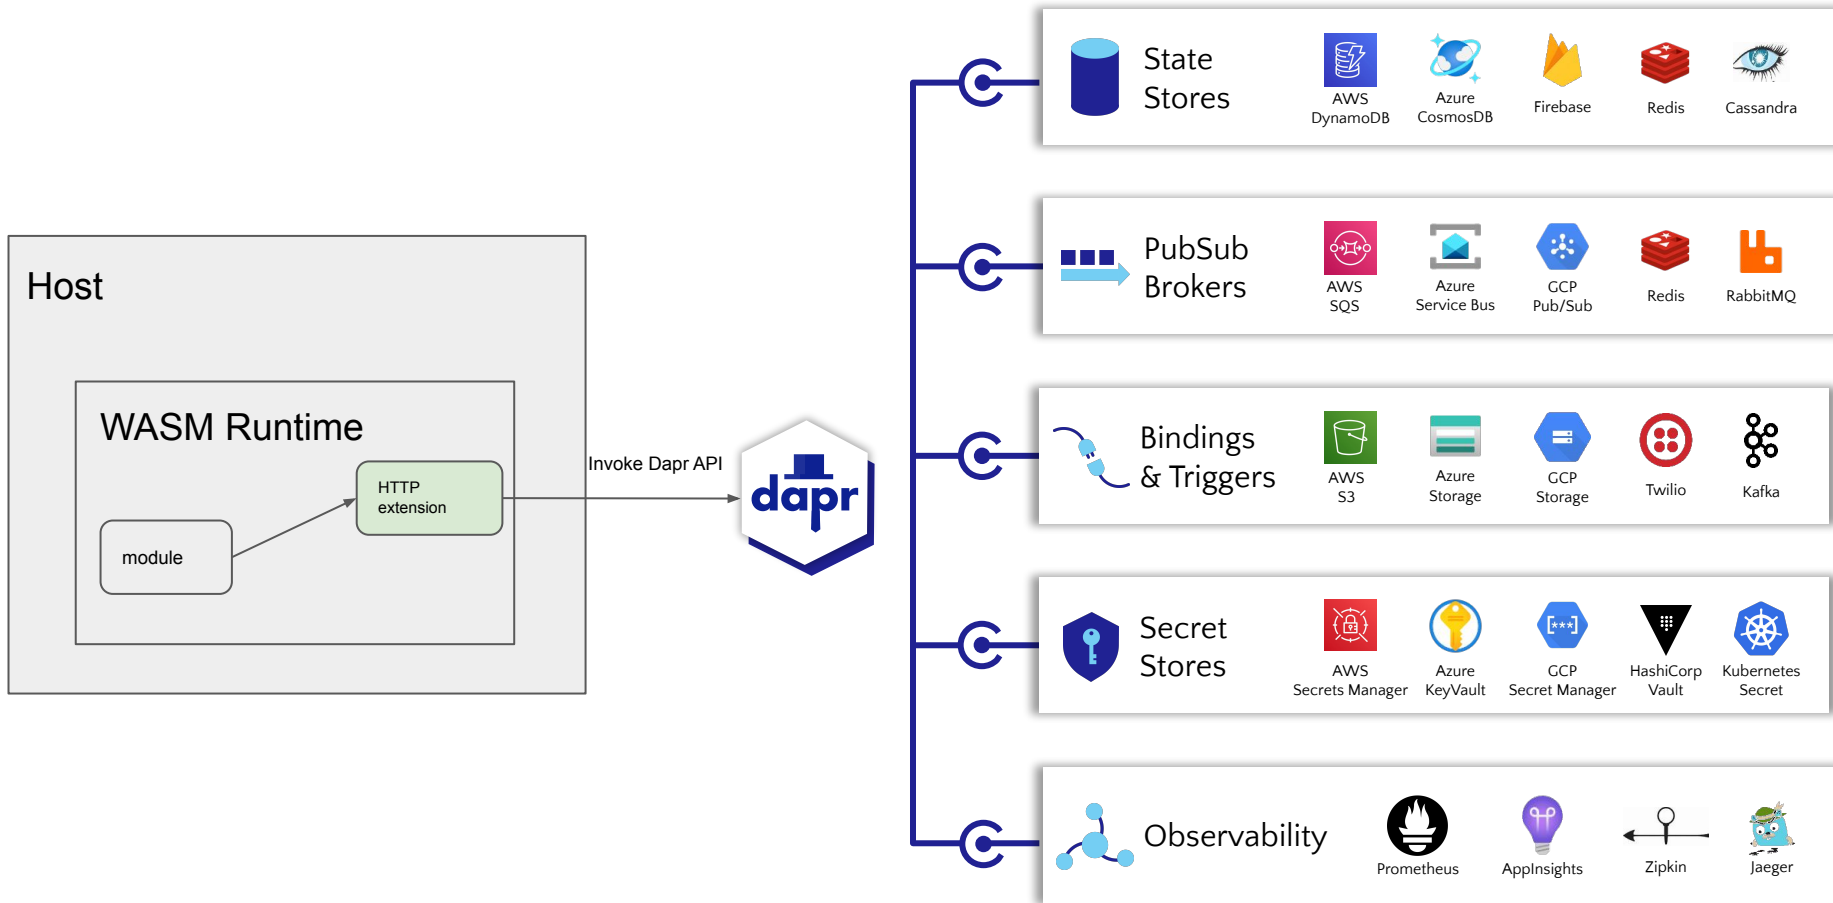 Host
WASM Runtime
HTTP
extension
module
Invoke Dapr API
dapr
State
Stores
AWS
DynamoDB
Azure
CosmosDB
Firebase
Redis
Cassandra
PubSub
Brokers
AWS
SQS
Azure
Service Bus
GCP
Pub/Sub
Redis
RabbitMQ
Bindings
& Triggers
AWS
S3
Azure
Storage
GCP
Storage
Twilio
Kafka
Secret
Stores
AWS
Secrets Manager
Azure
KeyVault
[***]
GCP
Secret Manager
HashiCorp
Vault
Kubernetes
Secret
Observability
Prometheus
AppInsights
Zipkin
Jaeger